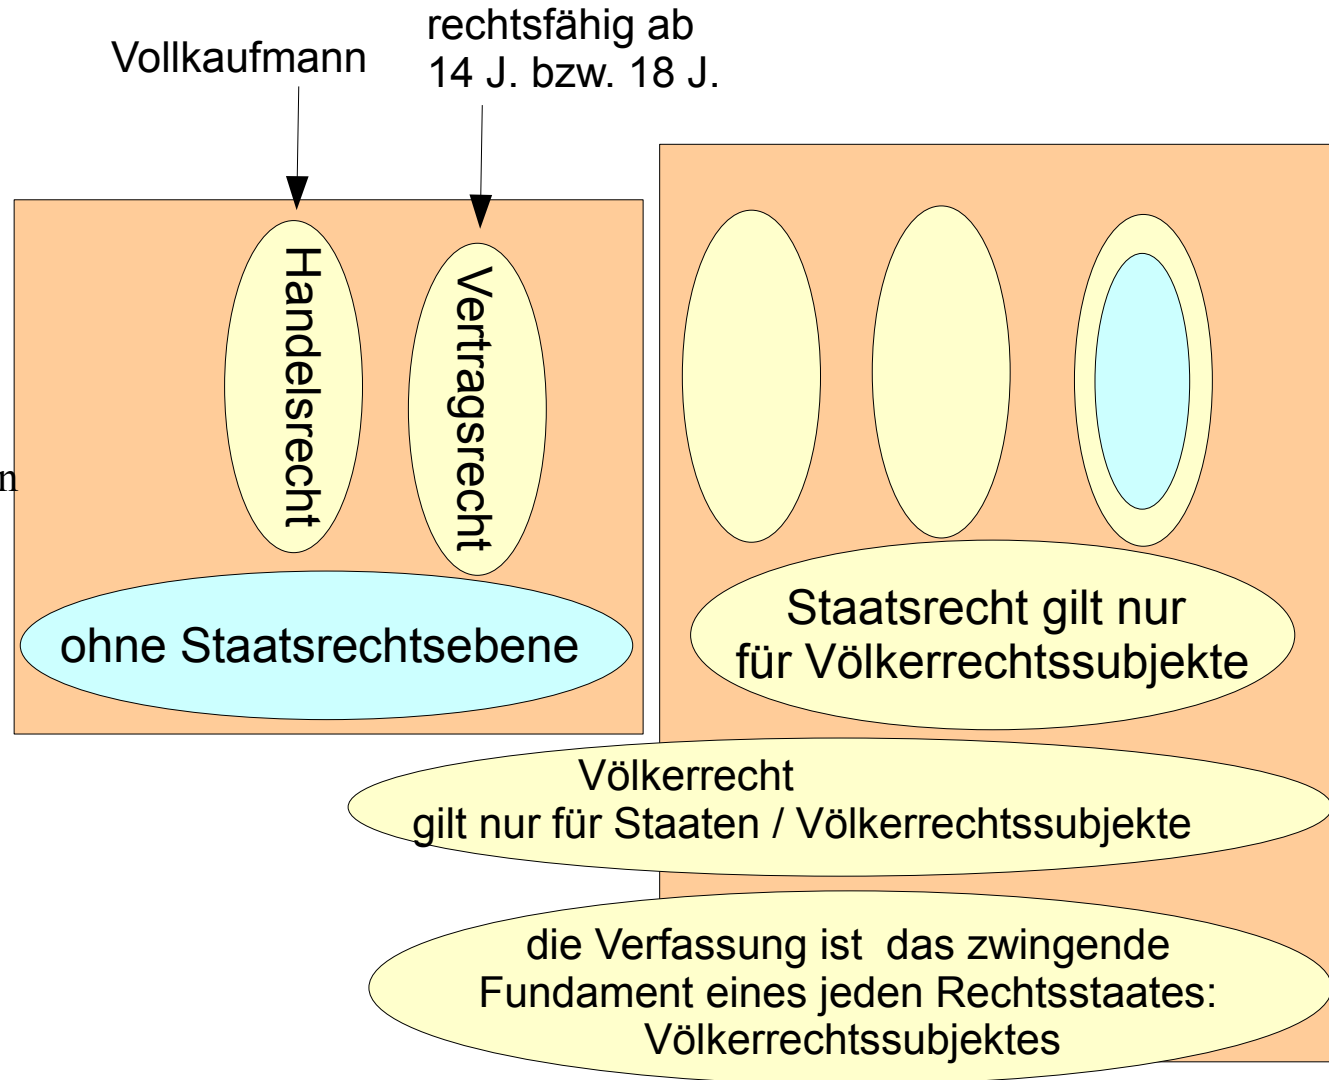 Vollkaufmann
rechtsfähig ab
14 J. bzw. 18 J.
Handelsrecht
Vertragsrecht
n
ohne Staatsrechtsebene
Staatsrecht gilt nur
für Völkerrechtssubjekte
Völkerrecht
gilt nur für Staaten / Völkerrechtssubjekte
die Verfassung ist das zwingende
Fundament eines jeden Rechtsstaates:
Völkerrechtssubjektes